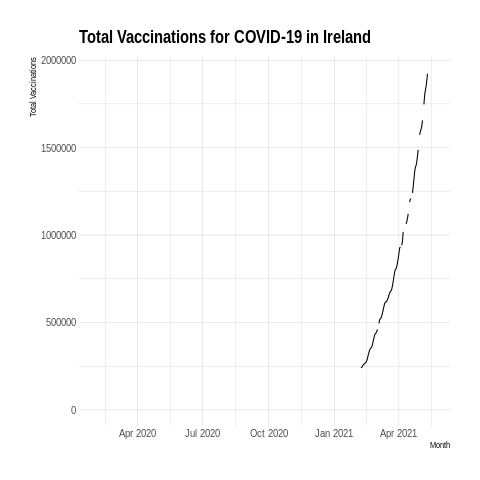 Total Vaccinations for COVID-19 in Ireland
Total Vaccinations
2000000
1500000
1000000
500000
0
Apr 2020 Jul 2020 Oct 2020 Jan 2021 Apr 2021
Month